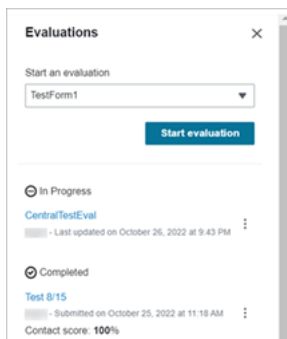 Evaluations
Start an evaluation
TestForm1
Start evaluation
In Progress
CentralTestEval
- Last updated on October 26, 2022 at 9:43 PM
Completed
Test 8/15
- Submitted on October 25, 2022 at 11:18 AM
Contact score: 100%